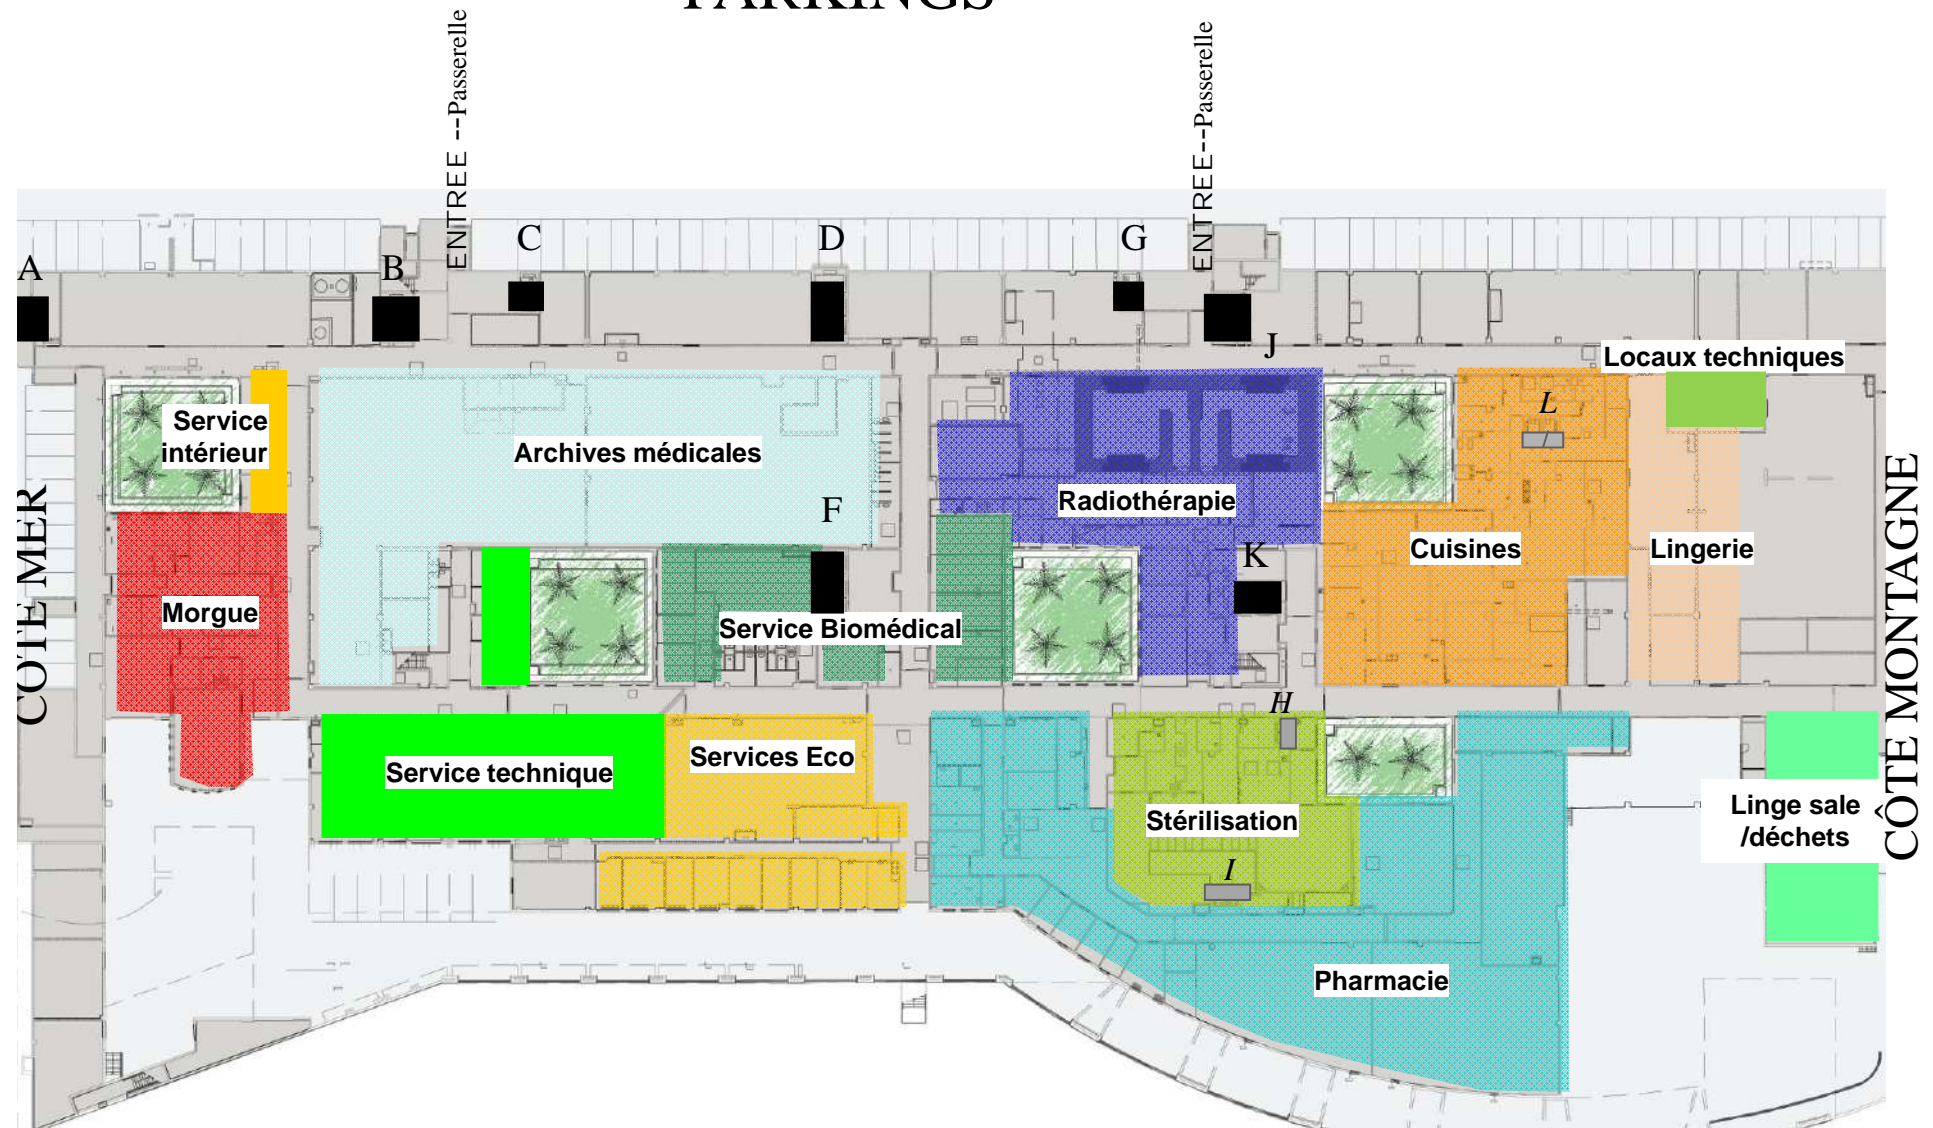 PARKINGS
ENTREE --Passerelle
ENTREE--Passerelle
A
B
C
D
G
J
Locaux techniques
L
Service
intérieur
Archives médicales
F
Radiothérapie
K
Cuisines
Lingerie
CÔTE MER
CÔTE MONTAGNE
Morgue
Service Biomédical
H
Service technique
Services Eco
Stérilisation
I
Linge sale
/déchets
Pharmacie